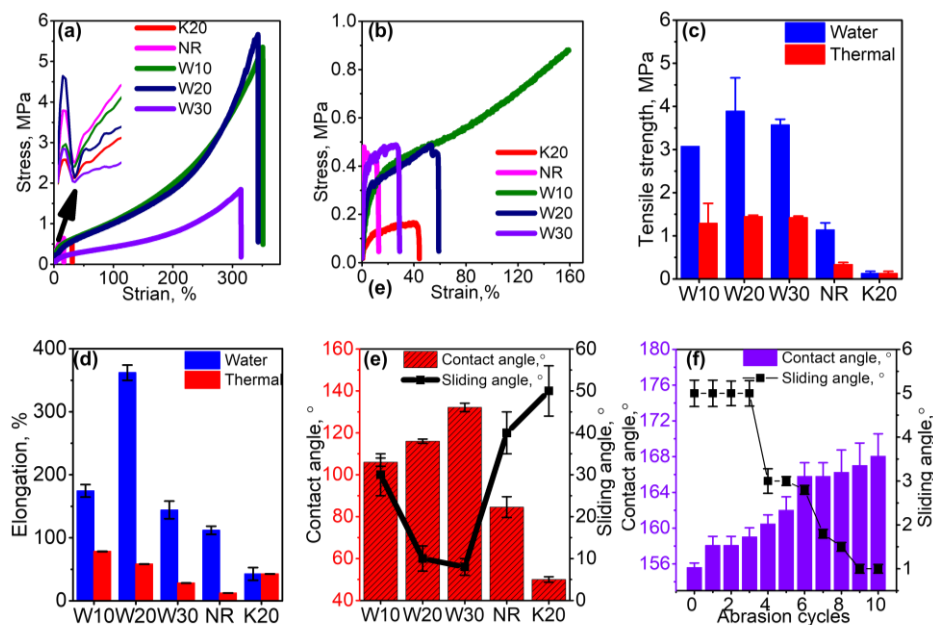 (a)
K20
NR
W10
W20
W30
Stress, MPa
6
5
4
3
2
1
0
0 100 200 300
Strian, %
(b)
K20
NR
W10
W20
W30
Stress, MPa
1.0
0.8
0.6
0.4
0.2
0.0
0 40 80 120 160
(e) Strain,%
(c)
Water
Thermal
Tensile strength, MPa
6
5
4
3
2
1
0
W10 W20 W30 NR K20
(d)
Water
Thermal
Elongation, %
400
300
200
100
0
W10 W20 W30 NR K20
(e)
Contact angle,°
Sliding angle,°
Contact angle,°
160
140
120
100
80
60
40
Sliding angle,°
60
50
40
30
20
10
0
W10 W20 W30 NR K20
(f)
Contact angle,°
Sliding angle,°
Contact angle,°
180
176
172
168
164
160
156
Sliding angle,°
6
5
4
3
2
1
0 2 4 6 8 10
Abrasion cycles